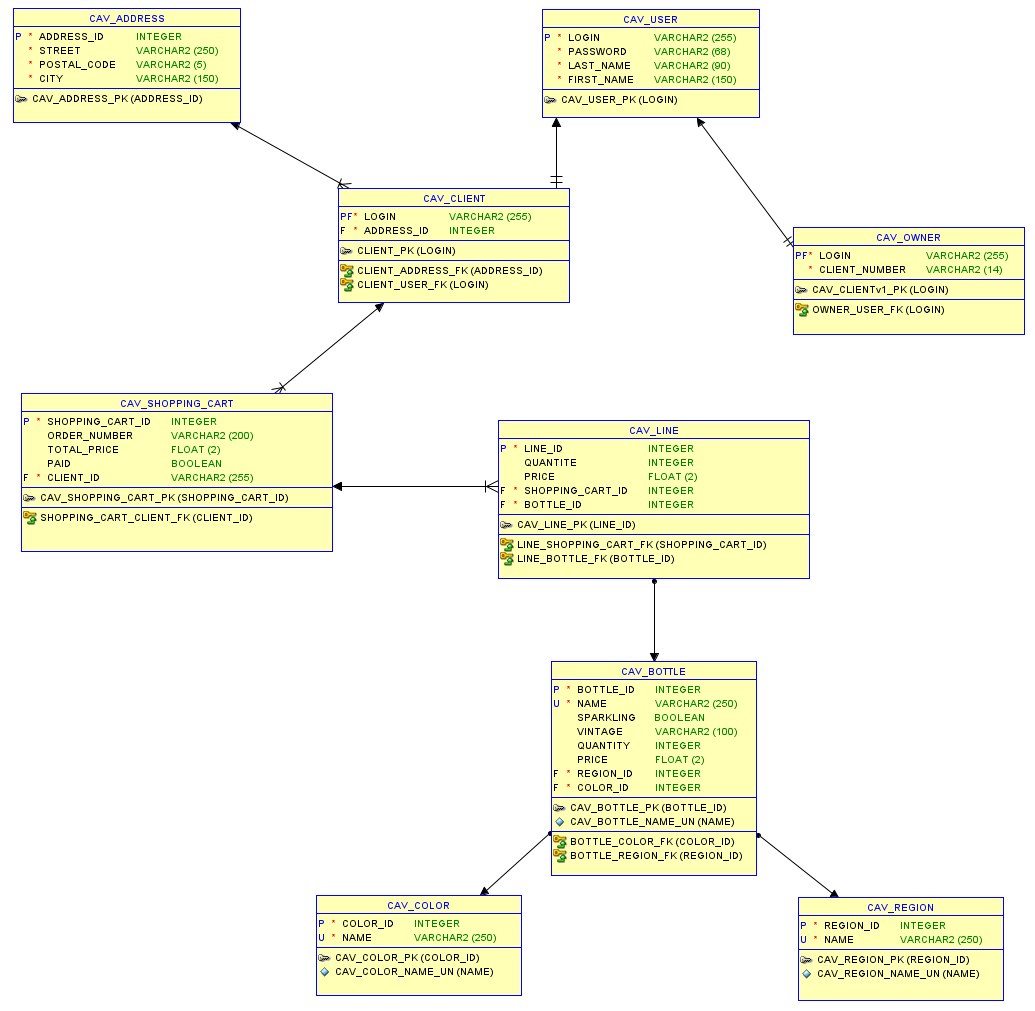 CAV_ADDRESS
P * ADDRESS_ID INTEGER
* STREET VARCHAR2 (250)
* POSTAL_CODE VARCHAR2 (5)
* CITY VARCHAR2 (150)
CAV_ADDRESS_PK (ADDRESS_ID)
CAV_USER
P * LOGIN VARCHAR2 (255)
* PASSWORD VARCHAR2 (68)
* LAST_NAME VARCHAR2 (90)
* FIRST_NAME VARCHAR2 (150)
CAV_USER_PK (LOGIN)
CAV_CLIENT
PF* LOGIN VARCHAR2 (255)
F * ADDRESS_ID INTEGER
CLIENT_PK (LOGIN)
CLIENT_ADDRESS_FK (ADDRESS_ID)
CLIENT_USER_FK (LOGIN)
CAV_OWNER
PF* LOGIN VARCHAR2 (255)
* CLIENT_NUMBER VARCHAR2 (14)
CAV_CLIENTv1_PK (LOGIN)
OWNER_USER_FK (LOGIN)
CAV_SHOPPING_CART
P * SHOPPING_CART_ID INTEGER
ORDER_NUMBER VARCHAR2 (200)
TOTAL_PRICE FLOAT (2)
PAID BOOLEAN
F * CLIENT_ID VARCHAR2 (255)
CAV_SHOPPING_CART_PK (SHOPPING_CART_ID)
SHOPPING_CART_CLIENT_FK (CLIENT_ID)
CAV_LINE
P * LINE_ID INTEGER
QUANTITE INTEGER
PRICE FLOAT (2)
F * SHOPPING_CART_ID INTEGER
F * BOTTLE_ID INTEGER
CAV_LINE_PK (LINE_ID)
LINE_SHOPPING_CART_FK (SHOPPING_CART_ID)
LINE_BOTTLE_FK (BOTTLE_ID)
CAV_BOTTLE
P * BOTTLE_ID INTEGER
U * NAME VARCHAR2 (250)
SPARKLING BOOLEAN
VINTAGE VARCHAR2 (100)
QUANTITY INTEGER
PRICE FLOAT (2)
F * REGION_ID INTEGER
F * COLOR_ID INTEGER
CAV_BOTTLE_PK (BOTTLE_ID)
CAV_BOTTLE_NAME_UN (NAME)
BOTTLE_COLOR_FK (COLOR_ID)
BOTTLE_REGION_FK (REGION_ID)
CAV_COLOR
P * COLOR_ID INTEGER
U * NAME VARCHAR2 (250)
CAV_COLOR_PK (COLOR_ID)
CAV_COLOR_NAME_UN (NAME)
CAV_REGION
P * REGION_ID INTEGER
U * NAME VARCHAR2 (250)
CAV_REGION_PK (REGION_ID)
CAV_REGION_NAME_UN (NAME)